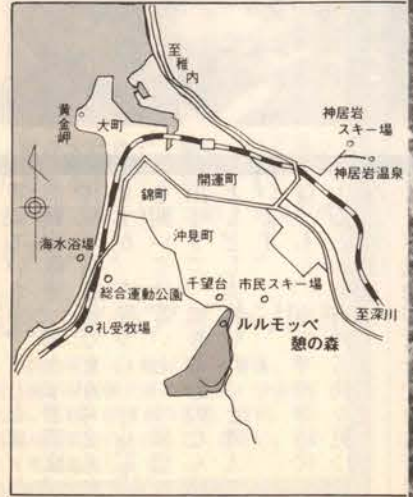 至稚内
黄金岬
大町
神居岩
スキー場
神居岩温泉
開運町
錦町
沖見町
海水浴場
千望台
市民スキー場
総合運動公園
至深川
ルルモッペ
憩の森
礼受牧場